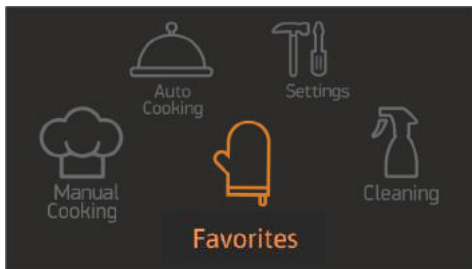 Auto
Cooking
Settings
Manual
Cooking
Cleaning
Favorites